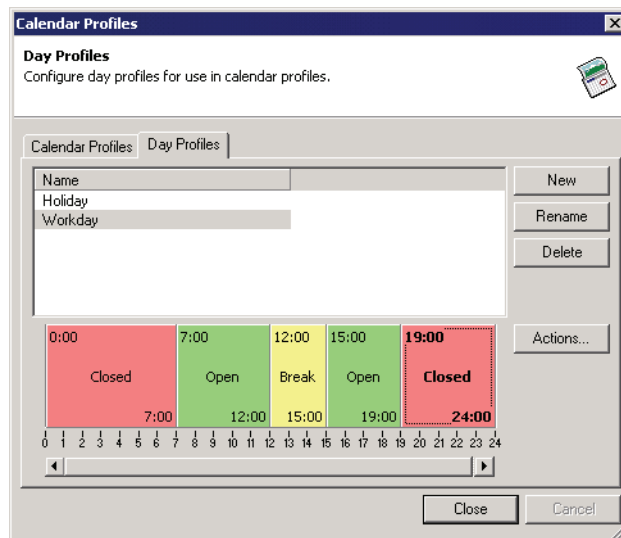 Calendar Profiles
Day Profiles
Configure day profiles for use in calendar profiles.
Calendar Profiles Day Profiles
Name
Holiday
Workday
New
Rename
Delete
0:00 7:00 12:00 15:00 19:00
Closed Open Break Open Closed
7:00 12:00 15:00 19:00 24:00
0 1 2 3 4 5 6 7 8 9 10 11 12 13 14 15 16 17 18 19 20 21 22 23 24
Actions...
Close Cancel